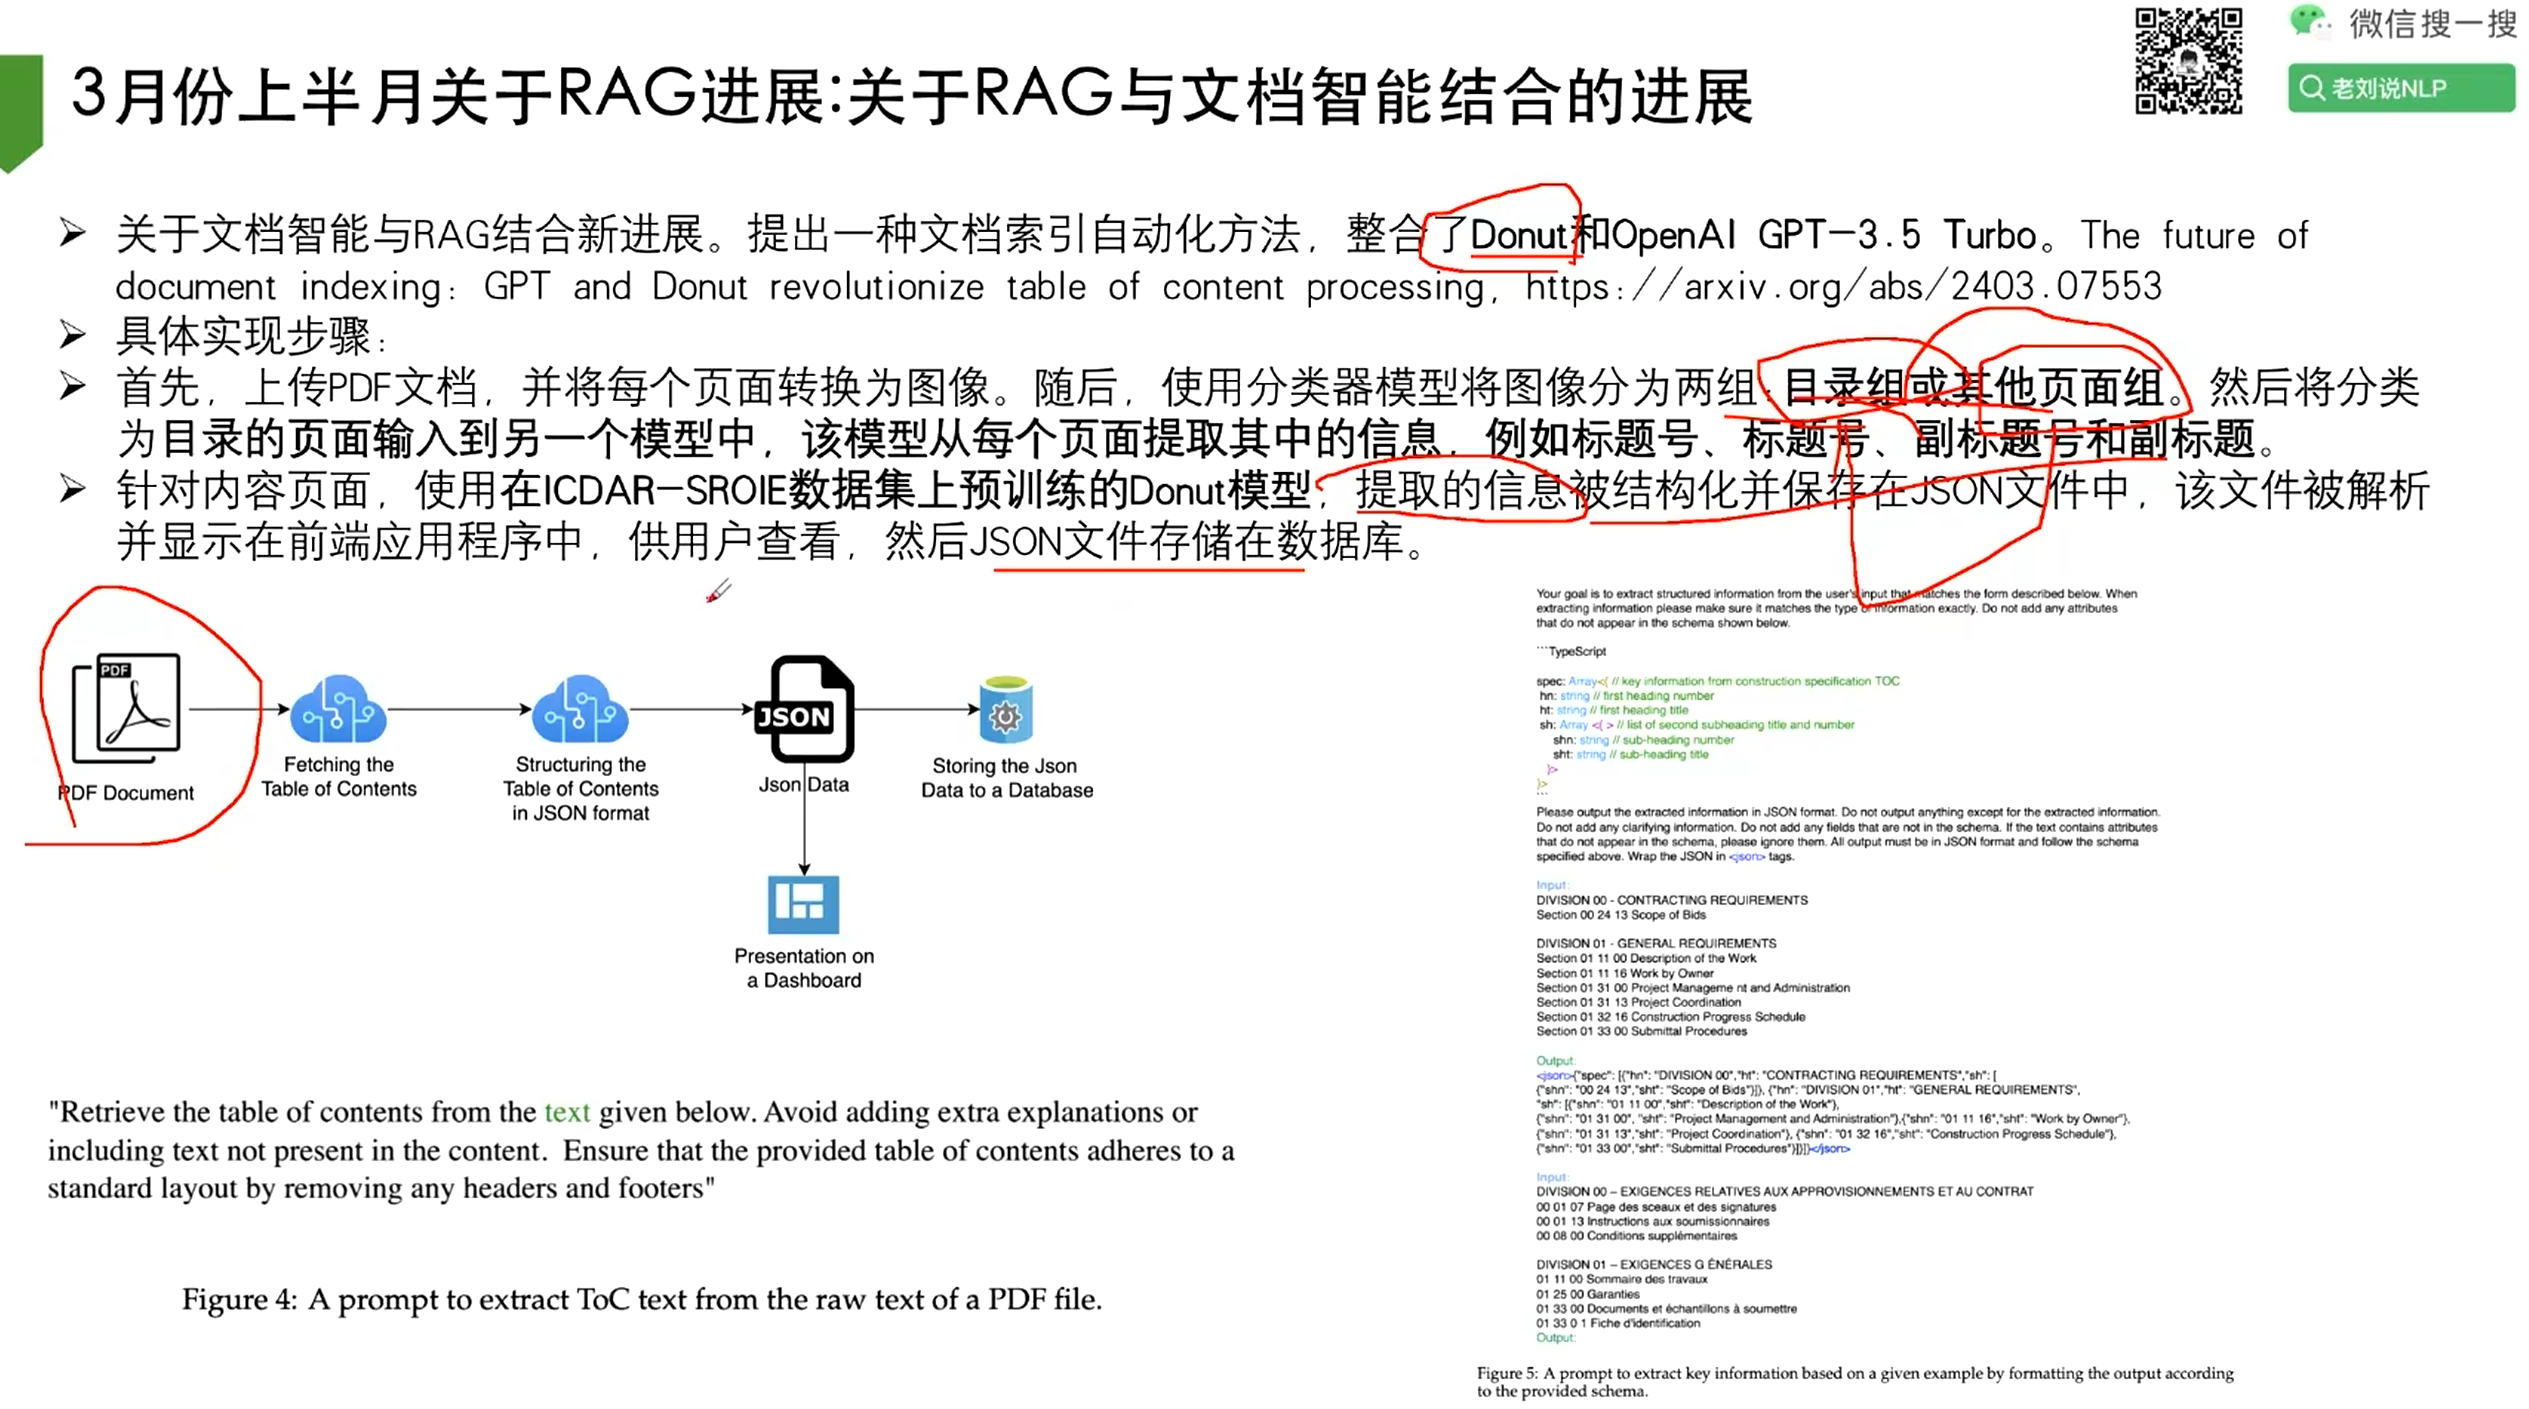 微信搜一搜
老刘说NLP
3月份上半月关于RAG进展:关于RAG与文档智能结合的进展
关于文档智能与RAG结合新进展。提出一种文档索引自动化方法，整合了Donut和OpenAI GPT-3.5 Turbo。The future of
document indexing: GPT and Donut revolutionize table of content processing, https://arxiv.org/abs/2403.07553
具体实现步骤：
首先，上传PDF文档，并将每个页面转换为图像。随后，使用分类器模型将图像分为两组：目录组或其他页面组。然后将分类
为目录的页面输入到另一个模型中，该模型从每个页面提取其中的信息，例如标题号、标题号、副标题号和副标题。
针对内容页面，使用在ICDAR-SROIE数据集上预训练的Donut模型，提取的信息被结构化并保存在JSON文件中，该文件被解析
并显示在前端应用程序中，供用户查看，然后JSON文件存储在数据库。
PDF
PDF Document
Fetching the
Table of Contents
Structuring the
Table of Contents
in JSON format
JSON
Json Data
Storing the Json
Data to a Database
Presentation on
a Dashboard
"Retrieve the table of contents from the text given below. Avoid adding extra explanations or
including text not present in the content. Ensure that the provided table of contents adheres to a
standard layout by removing any headers and footers"
Figure 4: A prompt to extract ToC text from the raw text of a PDF file.
Your goal is to extract structured information from the user's input that matches the form described below. When
extracting information please make sure it matches the type of information exactly. Do not add any attributes
that do not appear in the schema shown below.
```TypeScript
spec: Array<{ // key information from construction specification TOC
hn: string // first heading number
ht: string // first heading title
sh: Array <{ > // list of second subheading title and number
shn: string // sub-heading number
sht: string // sub-heading title
}>
}>
```
Please output the extracted information in JSON format. Do not output anything except for the extracted information.
Do not add any clarifying information. Do not add any fields that are not in the schema. If the text contains attributes
that do not appear in the schema, please ignore them. All output must be in JSON format and follow the schema
specified above. Wrap the JSON in <json> tags.
Input:
DIVISION 00 - CONTRACTING REQUIREMENTS
Section 00 24 13 Scope of Bids
DIVISION 01 - GENERAL REQUIREMENTS
Section 01 11 00 Description of the Work
Section 01 11 16 Work by Owner
Section 01 31 00 Project Manageme nt and Administration
Section 01 31 13 Project Coordination
Section 01 32 16 Construction Progress Schedule
Section 01 33 00 Submittal Procedures
Output:
<json>{"spec": [{"hn": "DIVISION 00","ht": "CONTRACTING REQUIREMENTS","sh": [
{"shn": "00 24 13","sht": "Scope of Bids"}]}, {"hn": "DIVISION 01","ht": "GENERAL REQUIREMENTS",
"sh": [{"shn": "01 11 00","sht": "Description of the Work"},
{"shn": "01 31 00", "sht": "Project Management and Administration"},{"shn": "01 11 16","sht": "Work by Owner"},
{"shn": "01 31 13","sht": "Project Coordination"}, {"shn": "01 32 16","sht": "Construction Progress Schedule"},
{"shn": "01 33 00","sht": "Submittal Procedures"}]}]}</json>
Input:
DIVISION 00 – EXIGENCES RELATIVES AUX APPROVISIONNEMENTS ET AU CONTRAT
00 01 07 Page des sceaux et des signatures
00 01 13 Instructions aux soumissionnaires
00 08 00 Conditions supplémentaires
DIVISION 01 – EXIGENCES G ÉNÉRALES
01 11 00 Sommaire des travaux
01 25 00 Garanties
01 33 00 Documents et échantillons à soumettre
01 33 0 1 Fiche d'identification
Output:
Figure 5: A prompt to extract key information based on a given example by formatting the output according
to the provided schema.